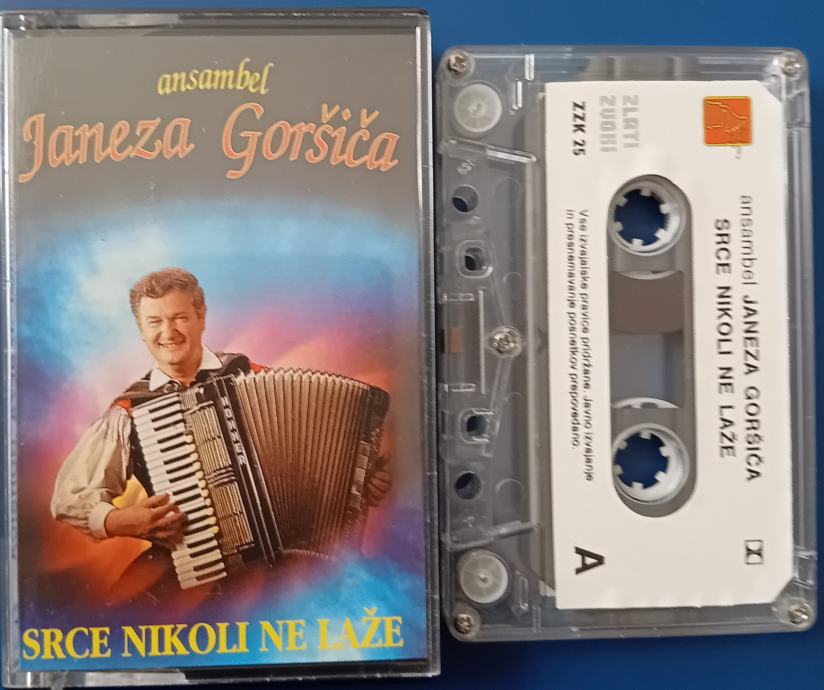 ansambel
Janeza Goršiča
HOHNER
SRCE NIKOLI NE LAŽE
ZLATI
ZVOKI
ZZK 25
ansambel JANEZA GORŠIČA
SRCE NIKOLI NE LAŽE
Vse izvajalske pravice pridržane. Javno izvajanje
in presnemavanje posnetkov prepovedano.
A